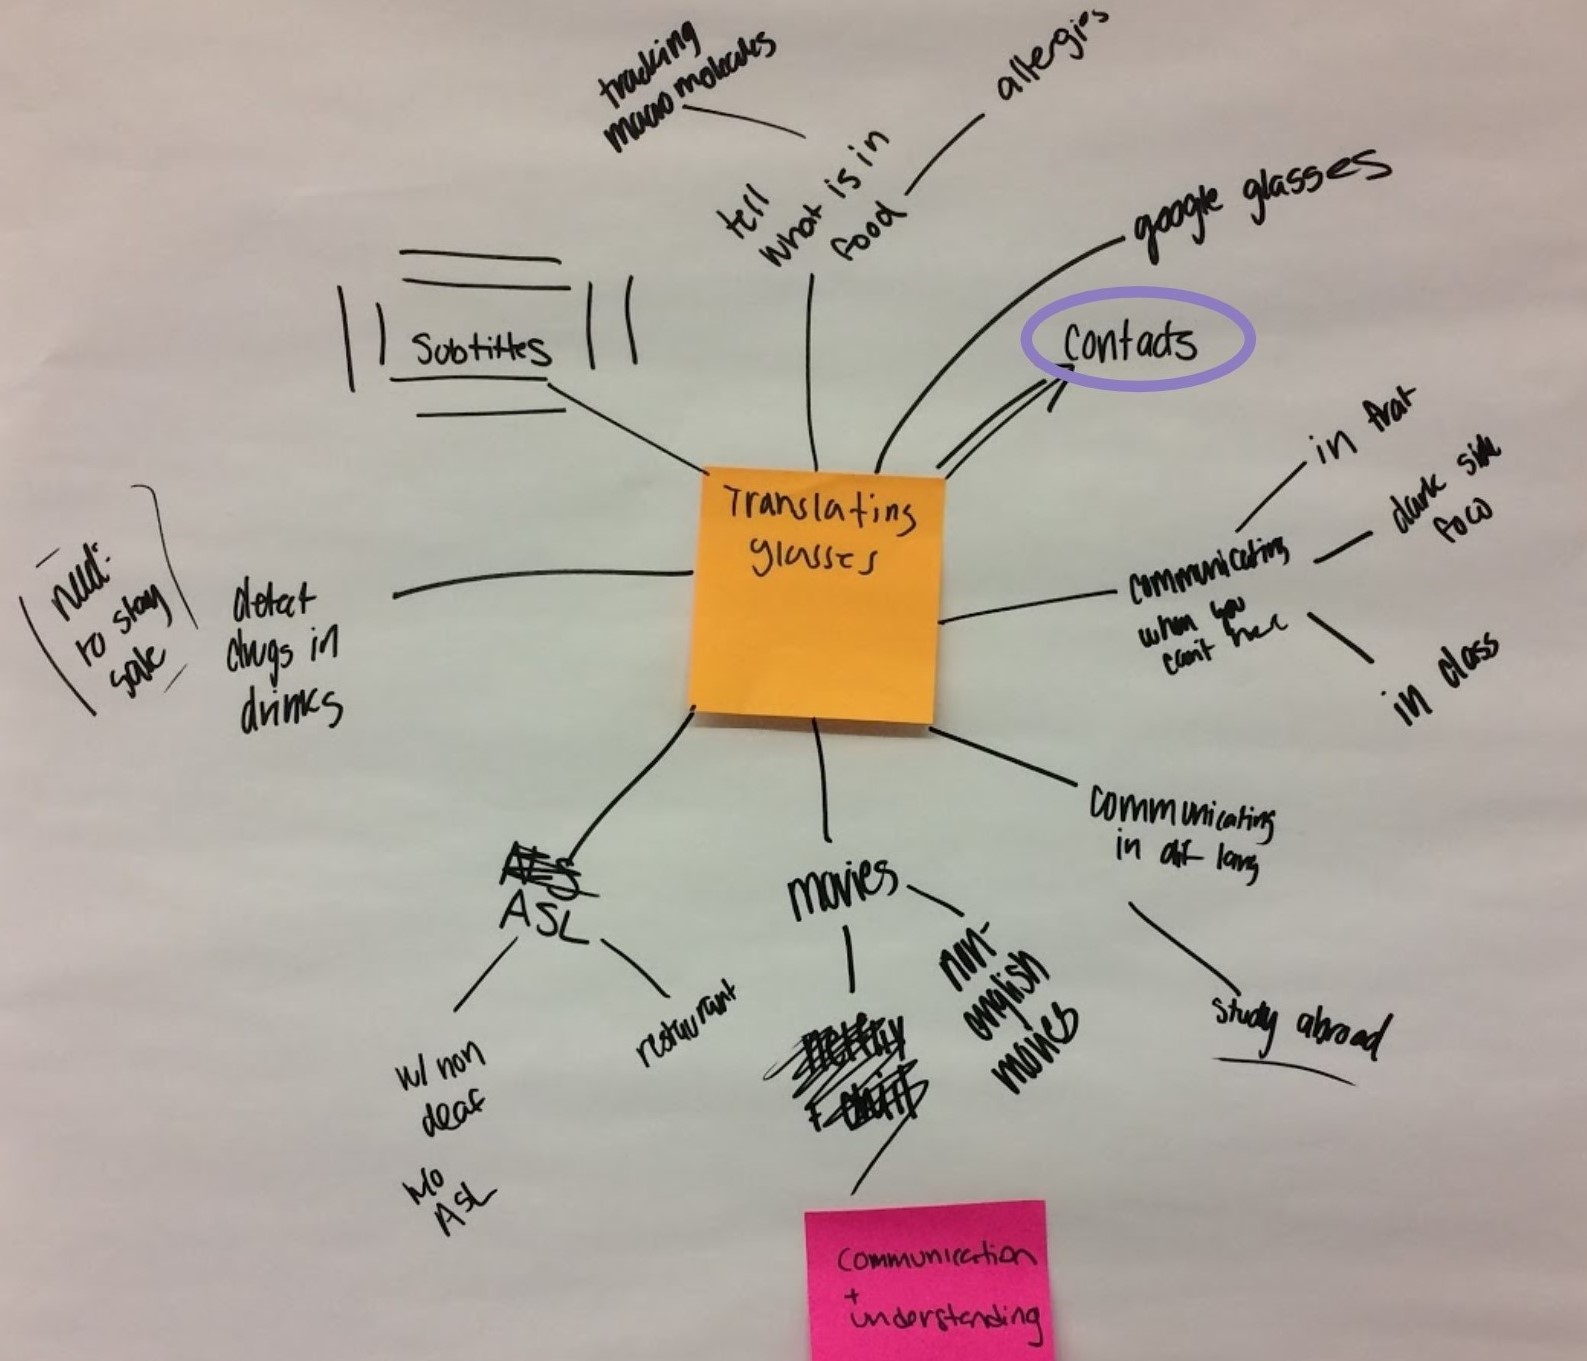 tracking
macro molecules
allergies
tell
what is in
food
google glasses
contacts
Subtitles
in frat
dark side
foco
in class
Translating
glasses
communicating
when you
can't hear
need:
to stay
safe
detect
drugs in
drinks
communicating
in dif lang
study abroad
ASL
w/ non
deaf
no
ASL
restaurant
movies
non-
english
movies
communication
+
understanding